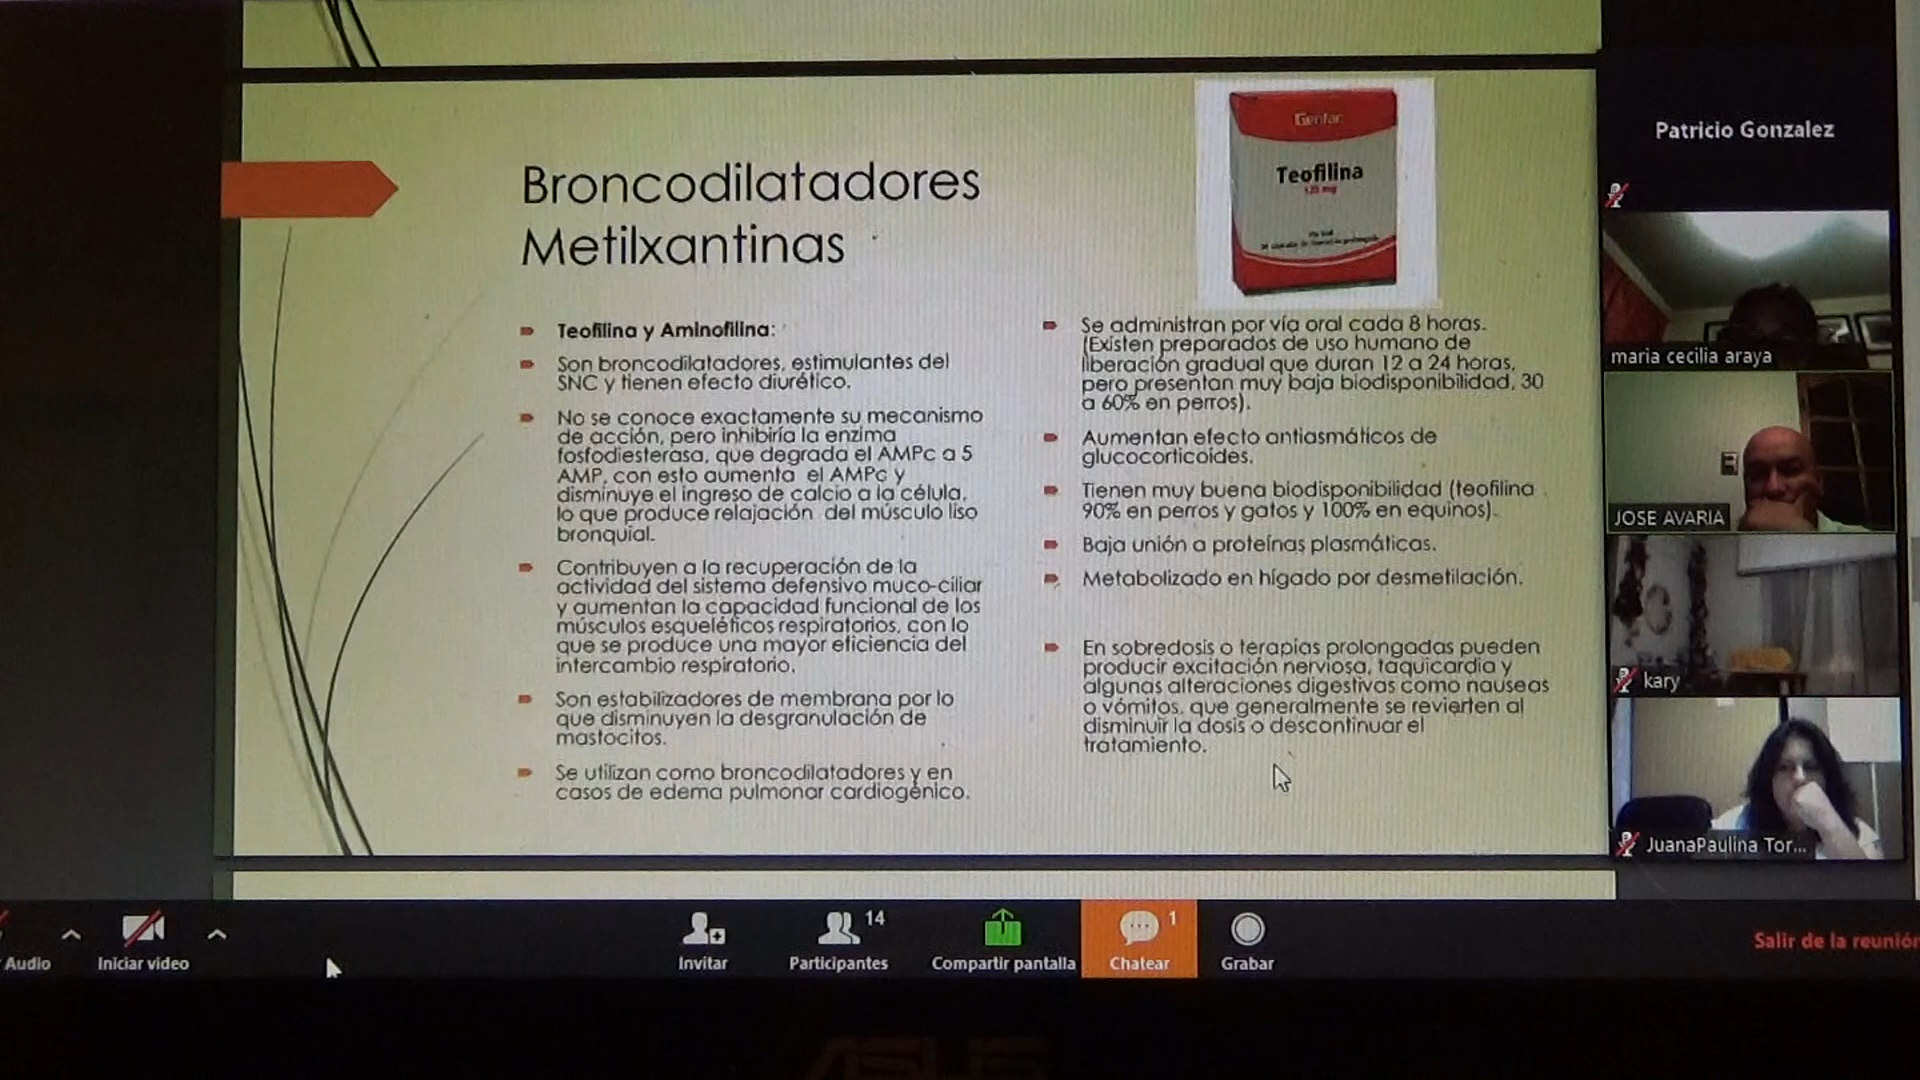 Broncodilatadores
Metilxantinas
Genfar
Teofilina
125 mg
Teofilina y Aminofilina:
Son broncodilatadores, estimulantes del
SNC y tienen efecto diurético.
No se conoce exactamente su mecanismo
de acción, pero inhibiría la enzima
fosfodiesterasa, que degrada el AMPc a 5
AMP, con esto aumenta el AMPc y
disminuye el ingreso de calcio a la célula,
lo que produce relajación del músculo liso
bronquial.
Contribuyen a la recuperación de la
actividad del sistema defensivo muco-ciliar
y aumentan la capacidad funcional de los
músculos esqueléticos respiratorios, con lo
que se produce una mayor eficiencia del
intercambio respiratorio.
Son estabilizadores de membrana por lo
que disminuyen la desgranulación de
mastocitos.
Se utilizan como broncodilatadores y en
casos de edema pulmonar cardiogénico.
Se administran por vía oral cada 8 horas.
(Existen preparados de uso humano de
liberación gradual que duran 12 a 24 horas,
pero presentan muy baja biodisponibilidad, 30
a 60% en perros).
Aumentan efecto antiasmáticos de
glucocorticoides.
Tienen muy buena biodisponibilidad (teofilina
90% en perros y gatos y 100% en equinos).
Baja unión a proteínas plasmáticas.
Metabolizado en hígado por desmetilación.
En sobredosis o terapias prolongadas pueden
producir excitación nerviosa, taquicardia y
algunas alteraciones digestivas como nauseas
o vómitos, que generalmente se revierten al
disminuir la dosis o descontinuar el
tratamiento.
Patricio Gonzalez
maria cecilia araya
JOSE AVARIA
kary
JuanaPaulina Tor...
Audio
Iniciar video
Invitar
14
Participantes
Compartir pantalla
1
Chatear
Grabar
Salir de la reunión